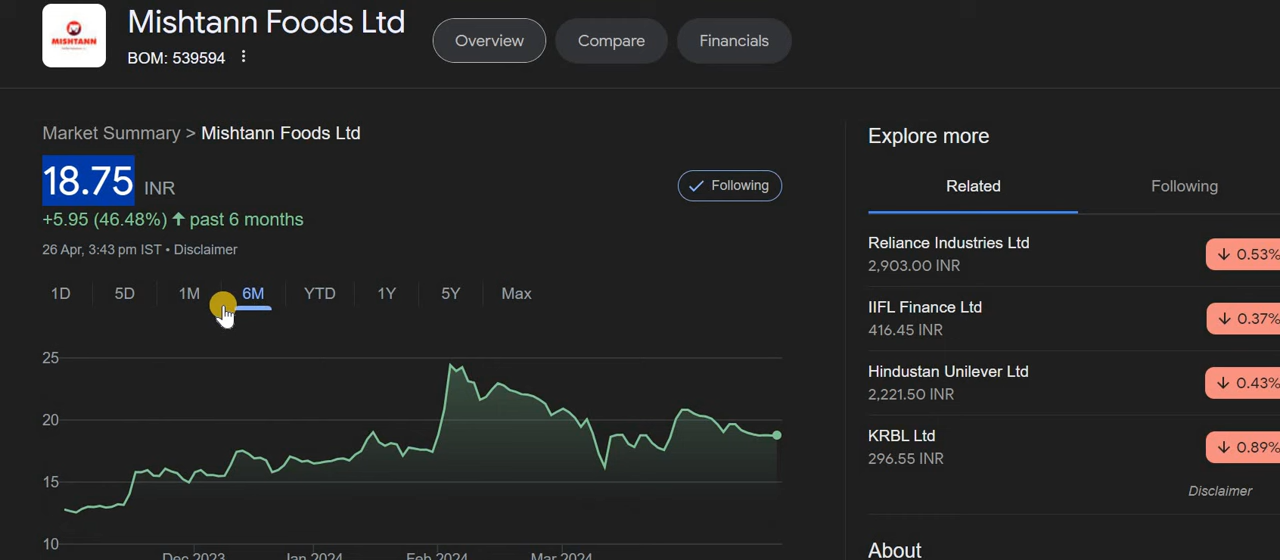 Mishtann Foods Ltd
MISHTANN
BOM: 539594
Overview
Compare
Financials
Market Summary > Mishtann Foods Ltd
18.75 INR
Following
+5.95 (46.48%) ↑ past 6 months
26 Apr, 3:43 pm IST • Disclaimer
1D 5D 1M 6M YTD 1Y 5Y Max
25
20
15
10
Dec 2023 Jan 2024 Feb 2024 Mar 2024
Explore more
Related Following
Reliance Industries Ltd
2,903.00 INR
↓ 0.53%
IIFL Finance Ltd
416.45 INR
↓ 0.37%
Hindustan Unilever Ltd
2,221.50 INR
↓ 0.43%
KRBL Ltd
296.55 INR
↓ 0.89%
Disclaimer
About